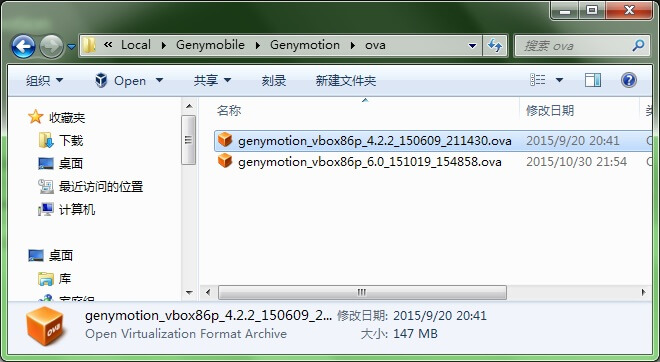 « Local Genymobile Genymotion ova
搜索 ova
组织 Open 共享 刻录 新建文件夹
收藏夹
下载
桌面
最近访问的位置
计算机
桌面
库
名称 修改日期
genymotion_vbox86p_4.2.2_150609_211430.ova 2015/9/20 20:41
genymotion_vbox86p_6.0_151019_154858.ova 2015/10/30 21:54
ova
genymotion_vbox86p_4.2.2_150609_2... 修改日期: 2015/9/20 20:41
Open Virtualization Format Archive 大小: 147 MB